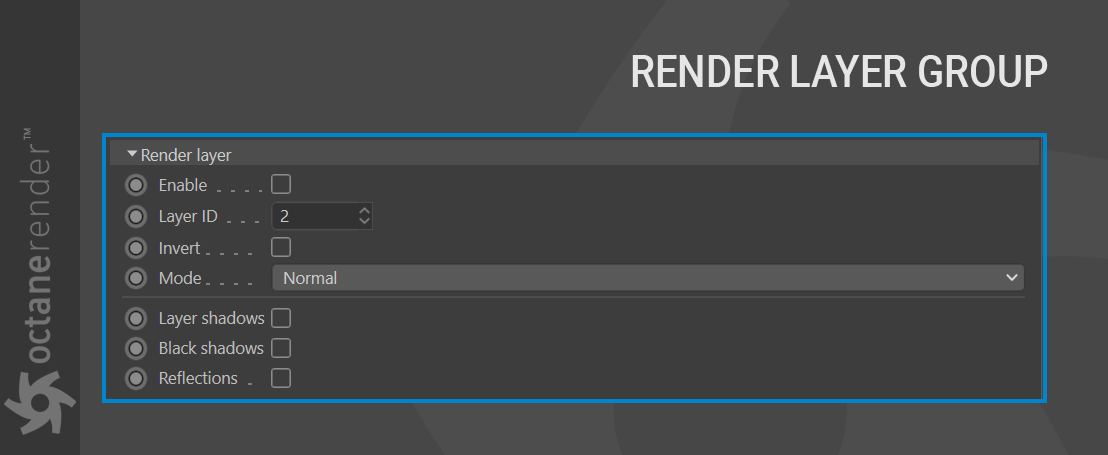 RENDER LAYER GROUP
Render layer
Enable
Layer ID 2
Invert
Mode Normal
Layer shadows
Black shadows
Reflections
octanerender™